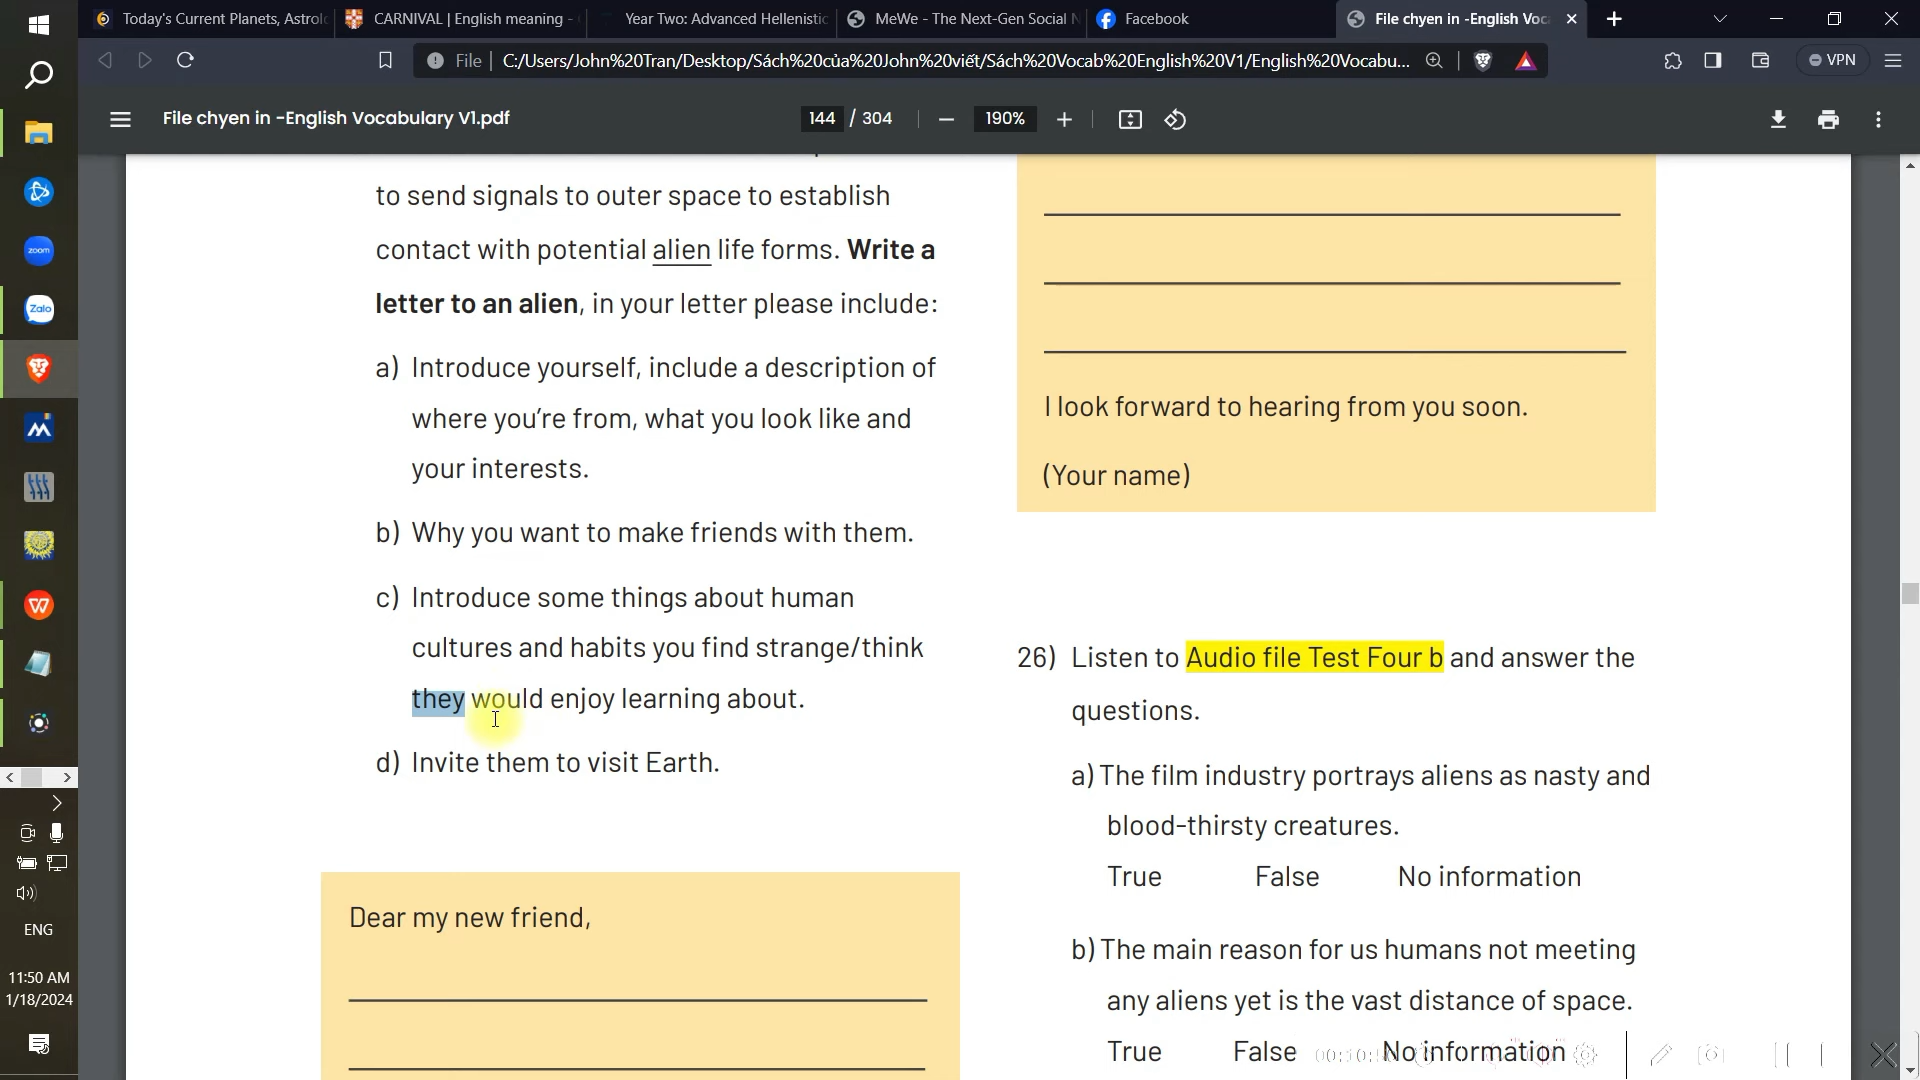 Today's Current Planets, Astrolo
CARNIVAL | English meaning -
Year Two: Advanced Hellenistic
MeWe - The Next-Gen Social N
Facebook
File chyen in -English Voc
File
C:/Users/John%20Tran/Desktop/Sách%20của%20John%20viết/Sách%20Vocab%20English%20V1/English%20Vocabu...
VPN
File chyen in -English Vocabulary V1.pdf
144 / 304
190%
to send signals to outer space to establish
contact with potential alien life forms. Write a
letter to an alien, in your letter please include:
a) Introduce yourself, include a description of
where you're from, what you look like and
your interests.
b) Why you want to make friends with them.
c) Introduce some things about human
cultures and habits you find strange/think
they would enjoy learning about.
d) Invite them to visit Earth.
Dear my new friend,
I look forward to hearing from you soon.
(Your name)
26) Listen to Audio file Test Four b and answer the
questions.
a) The film industry portrays aliens as nasty and
blood-thirsty creatures.
True False No information
b) The main reason for us humans not meeting
any aliens yet is the vast distance of space.
True False No information
zoom
Zalo
ENG
11:50 AM
1/18/2024